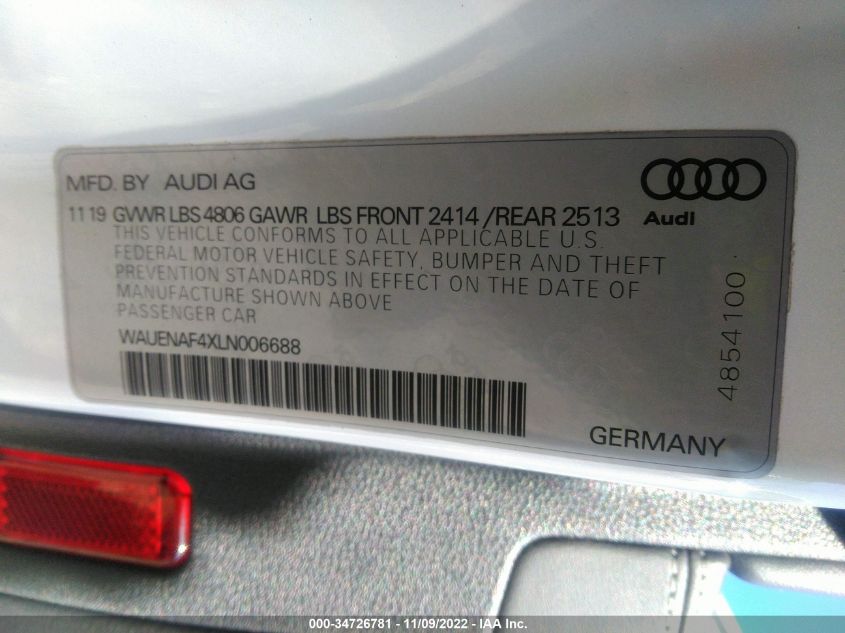 MFD. BY AUDI AG
11 19 GVWR LBS 4806 GAWR LBS FRONT 2414 /REAR 2513
THIS VEHICLE CONFORMS TO ALL APPLICABLE U.S.
FEDERAL MOTOR VEHICLE SAFETY, BUMPER AND THEFT
PREVENTION STANDARDS IN EFFECT ON THE DATE OF
MANUFACTURE SHOWN ABOVE
PASSENGER CAR
WAUENAF4XLN006688
Audi
4854100
GERMANY
000-34726781 - 11/09/2022 - IAA Inc.